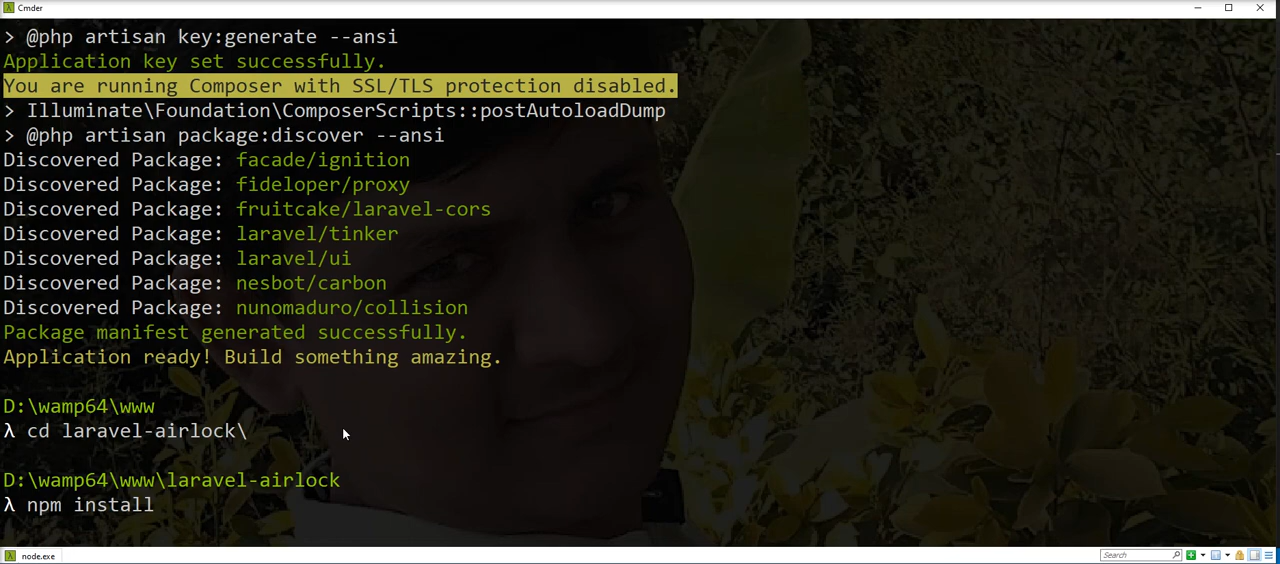 Cmder
> @php artisan key:generate --ansi
Application key set successfully.
You are running Composer with SSL/TLS protection disabled.
> Illuminate\Foundation\ComposerScripts::postAutoloadDump
> @php artisan package:discover --ansi
Discovered Package: facade/ignition
Discovered Package: fideloper/proxy
Discovered Package: fruitcake/laravel-cors
Discovered Package: laravel/tinker
Discovered Package: laravel/ui
Discovered Package: nesbot/carbon
Discovered Package: nunomaduro/collision
Package manifest generated successfully.
Application ready! Build something amazing.
D:\wamp64\www
λ cd laravel-airlock\
D:\wamp64\www\laravel-airlock
λ npm install
node.exe
Search